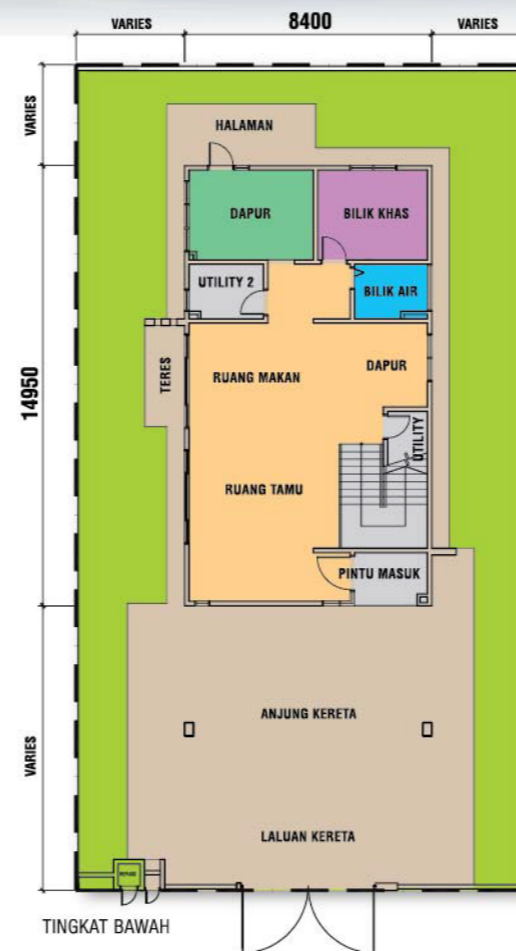 VARIES
8400
VARIES
VARIES
HALAMAN
DAPUR
BILIK KHAS
UTILITY 2
BILIK AIR
14950
TERES
RUANG MAKAN
DAPUR
UTILITY
RUANG TAMU
PINTU MASUK
VARIES
ANJUNG KERETA
LALUAN KERETA
TINGKAT BAWAH